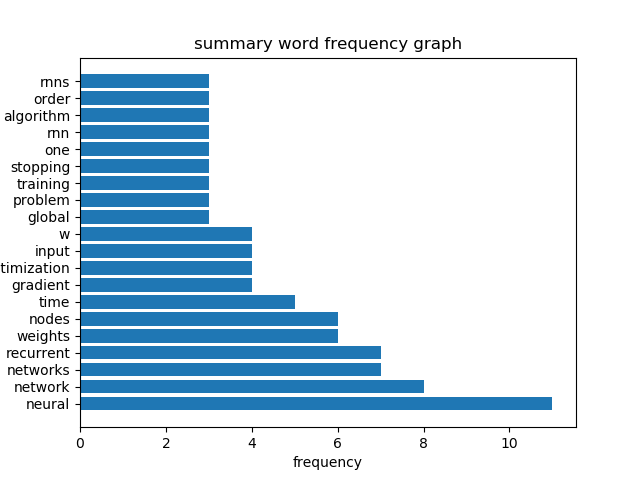 summary word frequency graph
rnns
order
algorithm
rnn
one
stopping
training
problem
global
w
input
timization
gradient
time
nodes
weights
recurrent
networks
network
neural
0 2 4 6 8 10
frequency